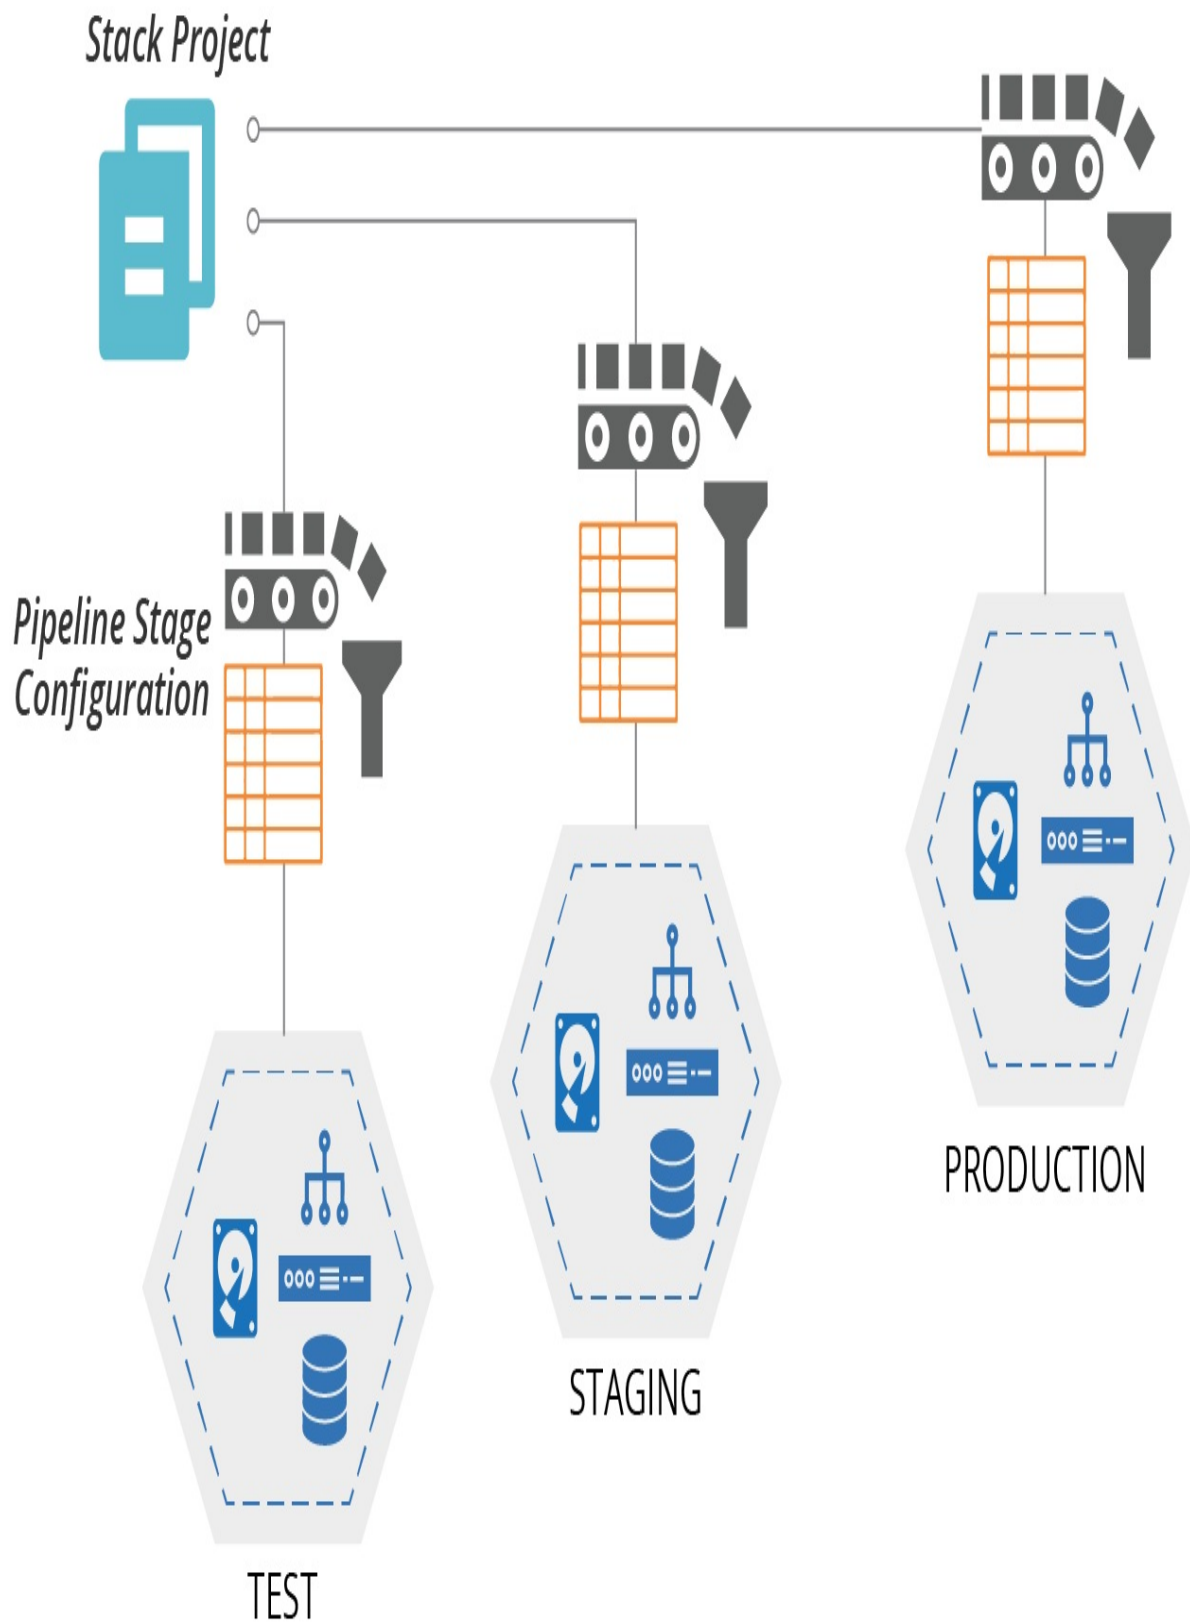 Stack Project
Pipeline Stage
Configuration
PRODUCTION
STAGING
TEST